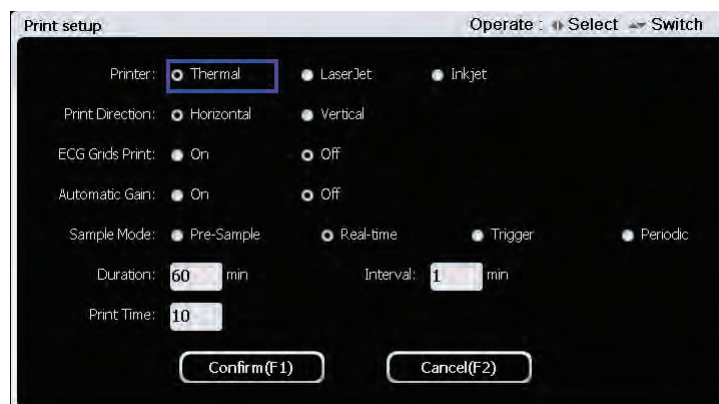 Print setup Operate : Select Switch
Printer: Thermal LaserJet Inkjet
Print Direction: Horizontal Vertical
ECG Grids Print: On Off
Automatic Gain: On Off
Sample Mode: Pre-Sample Real-time Trigger Periodic
Duration: 60 min Interval: 1 min
Print Time: 10
Confirm(F1) Cancel(F2)